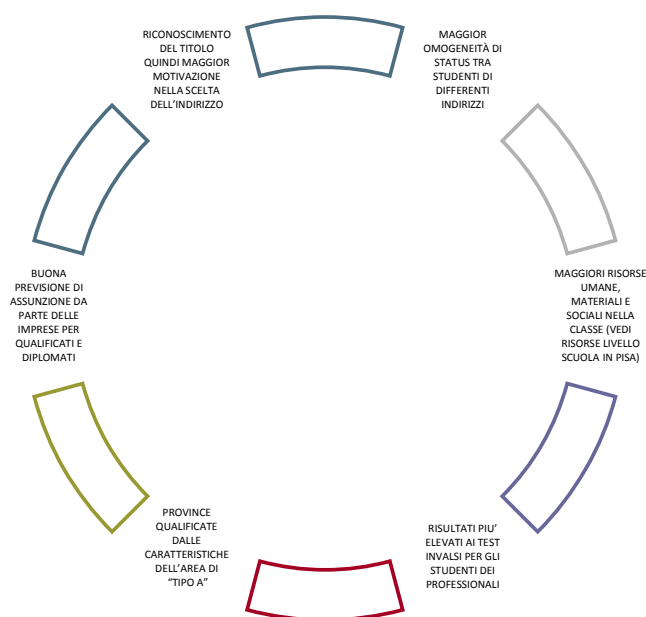 RICONOSCIMENTO
DEL TITOLO
QUINDI MAGGIOR
MOTIVAZIONE
NELLA SCELTA
DELL'INDIRIZZO
MAGGIOR
OMOGENEITÀ DI
STATUS TRA
STUDENTI DI
DIFFERENTI
INDIRIZZI
MAGGIORI RISORSE
UMANE,
MATERIALI E
SOCIALI NELLA
CLASSE (VEDI
RISORSE LIVELLO
SCUOLA IN PISA)
RISULTATI PIU'
ELEVATI AI TEST
INVALSI PER GLI
STUDENTI DEI
PROFESSIONALI
PROVINCE
QUALIFICATE
DALLE
CARATTERISTICHE
DELL'AREA DI
"TIPO A"
BUONA
PREVISIONE DI
ASSUNZIONE DA
PARTE DELLE
IMPRESE PER
QUALIFICATI E
DIPLOMATI